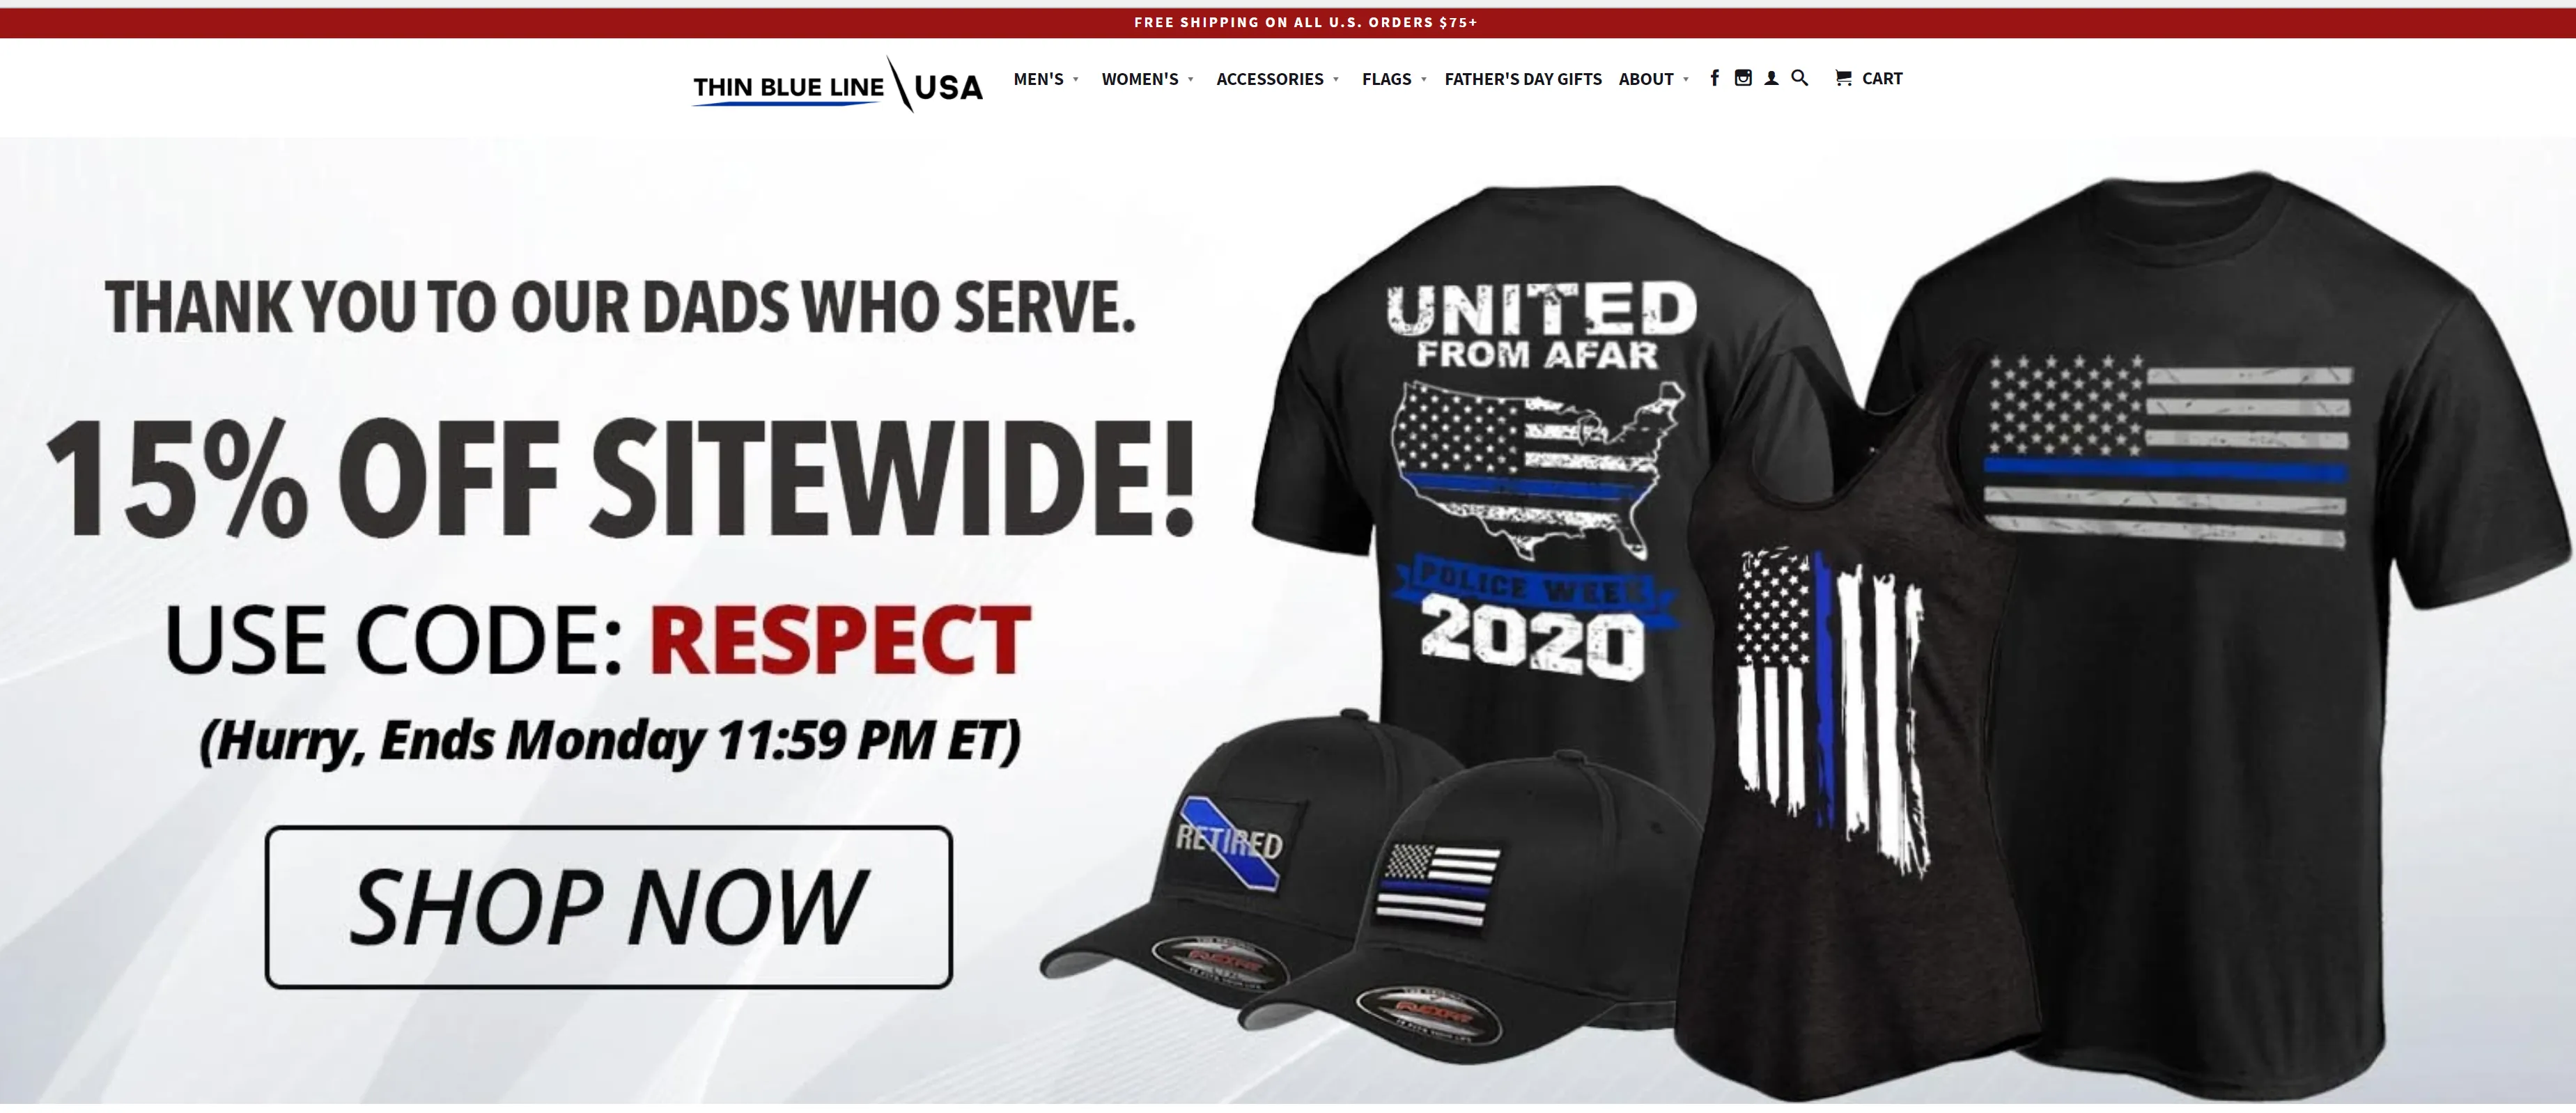 FREE SHIPPING ON ALL U.S. ORDERS $75+
THIN BLUE LINE USA
MEN'S WOMEN'S ACCESSORIES FLAGS FATHER'S DAY GIFTS ABOUT CART
THANK YOU TO OUR DADS WHO SERVE.
15% OFF SITEWIDE!
USE CODE: RESPECT
(Hurry, Ends Monday 11:59 PM ET)
SHOP NOW
UNITED
FROM AFAR
POLICE WEEK
2020
RETIRED